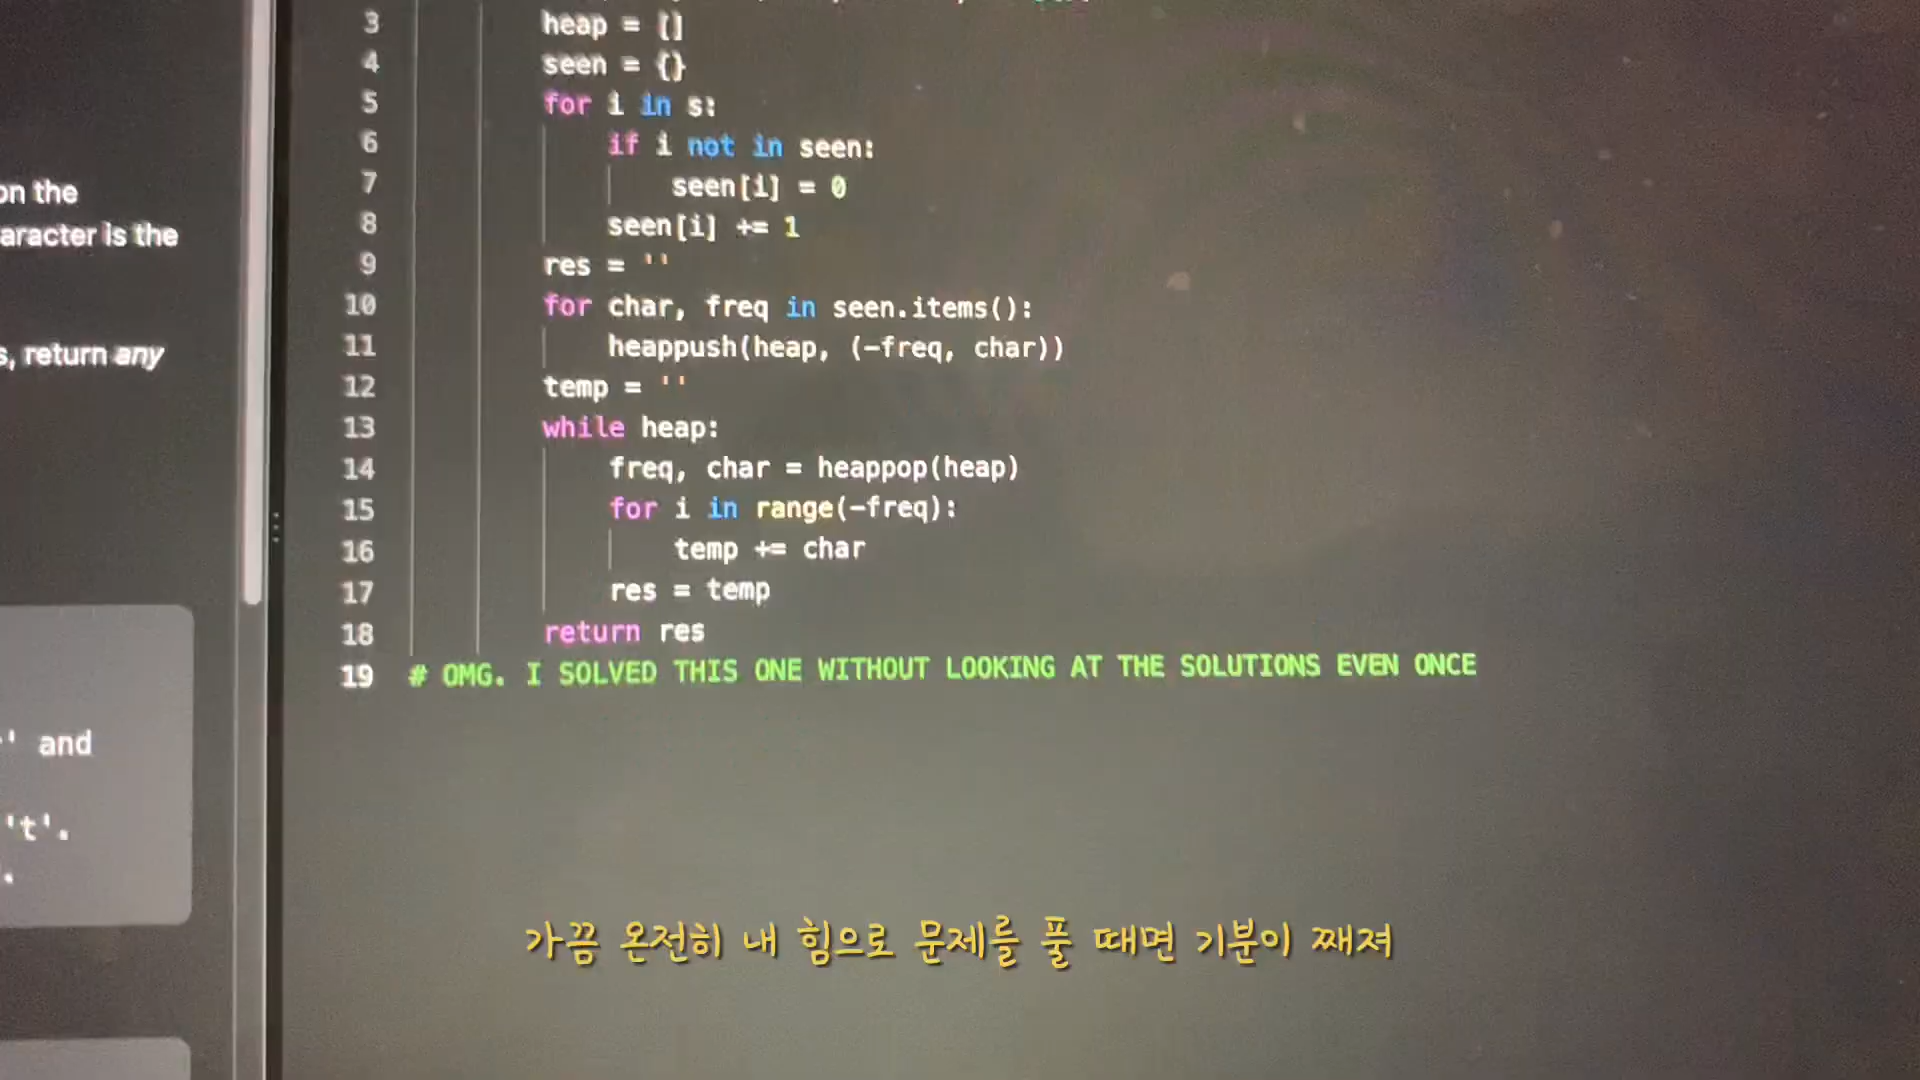 on the
aracter is the
s, return any
' and
't'.
3 heap = []
4 seen = {}
5 for i in s:
6 if i not in seen:
7 seen[i] = 0
8 seen[i] += 1
9 res = ''
10 for char, freq in seen.items():
11 heappush(heap, (-freq, char))
12 temp = ''
13 while heap:
14 freq, char = heappop(heap)
15 for i in range(-freq):
16 temp += char
17 res = temp
18 return res
19 # OMG. I SOLVED THIS ONE WITHOUT LOOKING AT THE SOLUTIONS EVEN ONCE
가끔 온전히 내 힘으로 문제를 풀 때면 기분이 째져